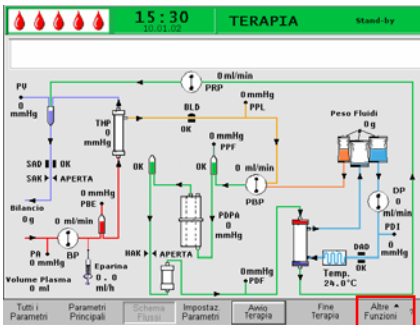 15:30
10.01.02
TERAPIA
Stand-by
0 ml/min
PRP
PV
0
mmHg
THP
0
mmHg
BLD
OK
0 mmHg
PPL
Peso Fluidi
0 g
SAD OK
SAK APERTA
OK
0 mmHg
PPF
OK
0 ml/min
PBP
DP
0
ml/min
PDI
0
mmHg
Bilancio
0 g
0 mmHg
PBE
0 ml/min
BP
PA
0 mmHg
Eparina
0.0
ml/h
Volume Plasma
0 ml
PDPA
0
mmHg
HAK APERTA
0mmHg
PDF
DAD
OK
Temp.
24.0°C
Tutti i
Parametri
Parametri
Principali
Schema
Flussi
Impostaz.
Parametri
Avvio
Terapia
Fine
Terapia
Altre
Funzioni